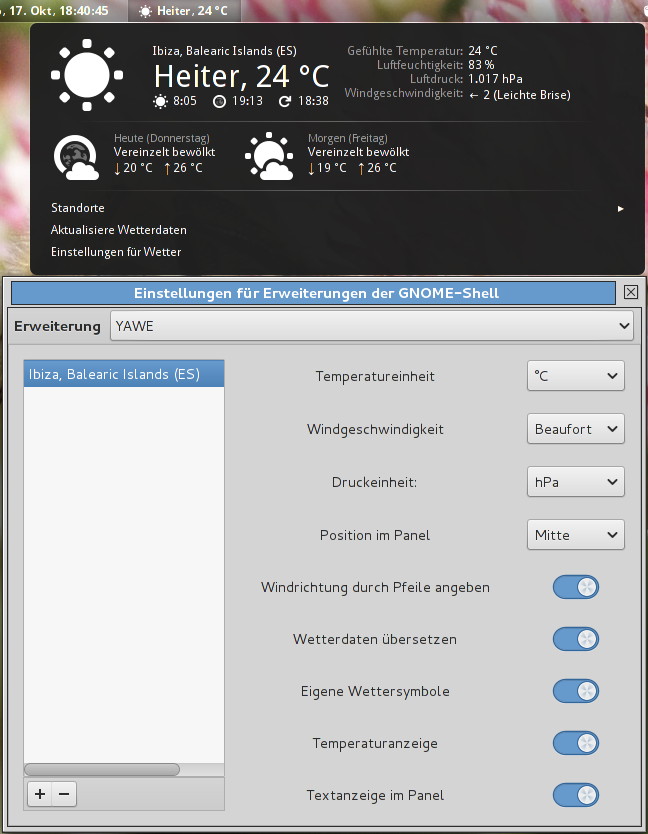 , 17. Okt, 18:40:45 Heiter, 24 °C
Ibiza, Balearic Islands (ES)
Heiter, 24 °C
8:05 19:13 18:38
Gefühlte Temperatur: 24 °C
Luftfeuchtigkeit: 83 %
Luftdruck: 1.017 hPa
Windgeschwindigkeit: ← 2 (Leichte Brise)
Heute (Donnerstag)
Vereinzelt bewölkt
↓20 °C ↑26 °C
Morgen (Freitag)
Vereinzelt bewölkt
↓19 °C ↑26 °C
Standorte
Aktualisiere Wetterdaten
Einstellungen für Wetter
Einstellungen für Erweiterungen der GNOME-Shell
Erweiterung YAWE
Ibiza, Balearic Islands (ES)
Temperatureinheit °C
Windgeschwindigkeit Beaufort
Druckeinheit: hPa
Position im Panel Mitte
Windrichtung durch Pfeile angeben
Wetterdaten übersetzen
Eigene Wettersymbole
Temperaturanzeige
Textanzeige im Panel